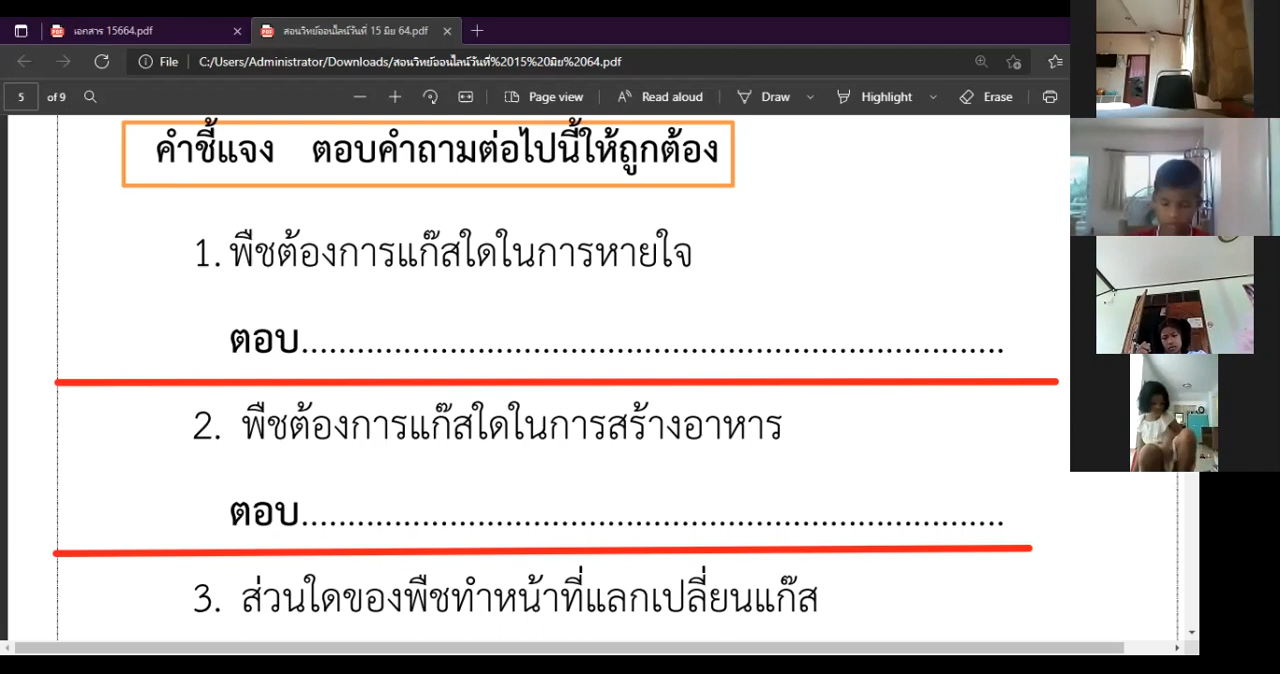 เอกสาร 15664.pdf
สอนวิทย์ออนไลน์วันที่ 15 มิย 64.pdf
File C:/Users/Administrator/Downloads/สอนวิทย์ออนไลน์วันที่%2015%20มิย%2064.pdf
5 of 9 Page view Read aloud Draw Highlight Erase
คำชี้แจง ตอบคำถามต่อไปนี้ให้ถูกต้อง
1. พืชต้องการแก๊สใดในการหายใจ
ตอบ......................................................................
2. พืชต้องการแก๊สใดในการสร้างอาหาร
ตอบ......................................................................
3. ส่วนใดของพืชทำหน้าที่แลกเปลี่ยนแก๊ส